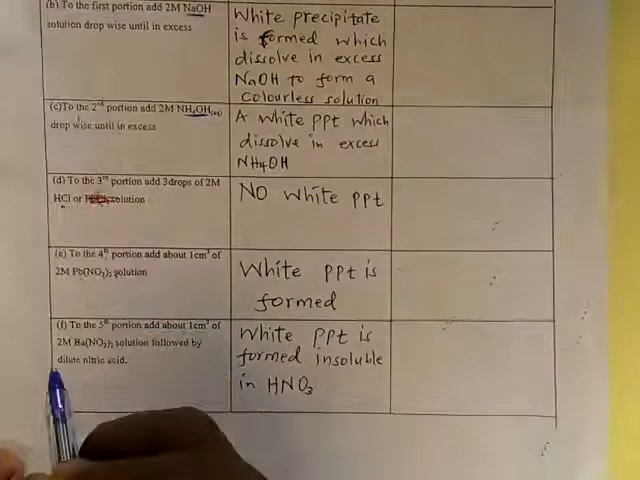 (b) To the first portion add 2M NaOH
solution drop wise until in excess
White precipitate
is formed which
dissolve in excess
NaOH to form a
colourless solution
(c)To the 2nd portion add 2M NH4OH(aq)
drop wise until in excess
A white ppt which
dissolve in excess
NH4OH
(d) To the 3rd portion add 3drops of 2M
HCl or solution
NO white ppt
(e) To the 4th portion add about 1cm3 of
2M Pb(NO3)2 solution
White ppt is
formed
(f) To the 5th portion add about 1cm3 of
2M Ba(NO3)2 solution followed by
dilute nitric acid.
White ppt is
formed insoluble
in HNO3